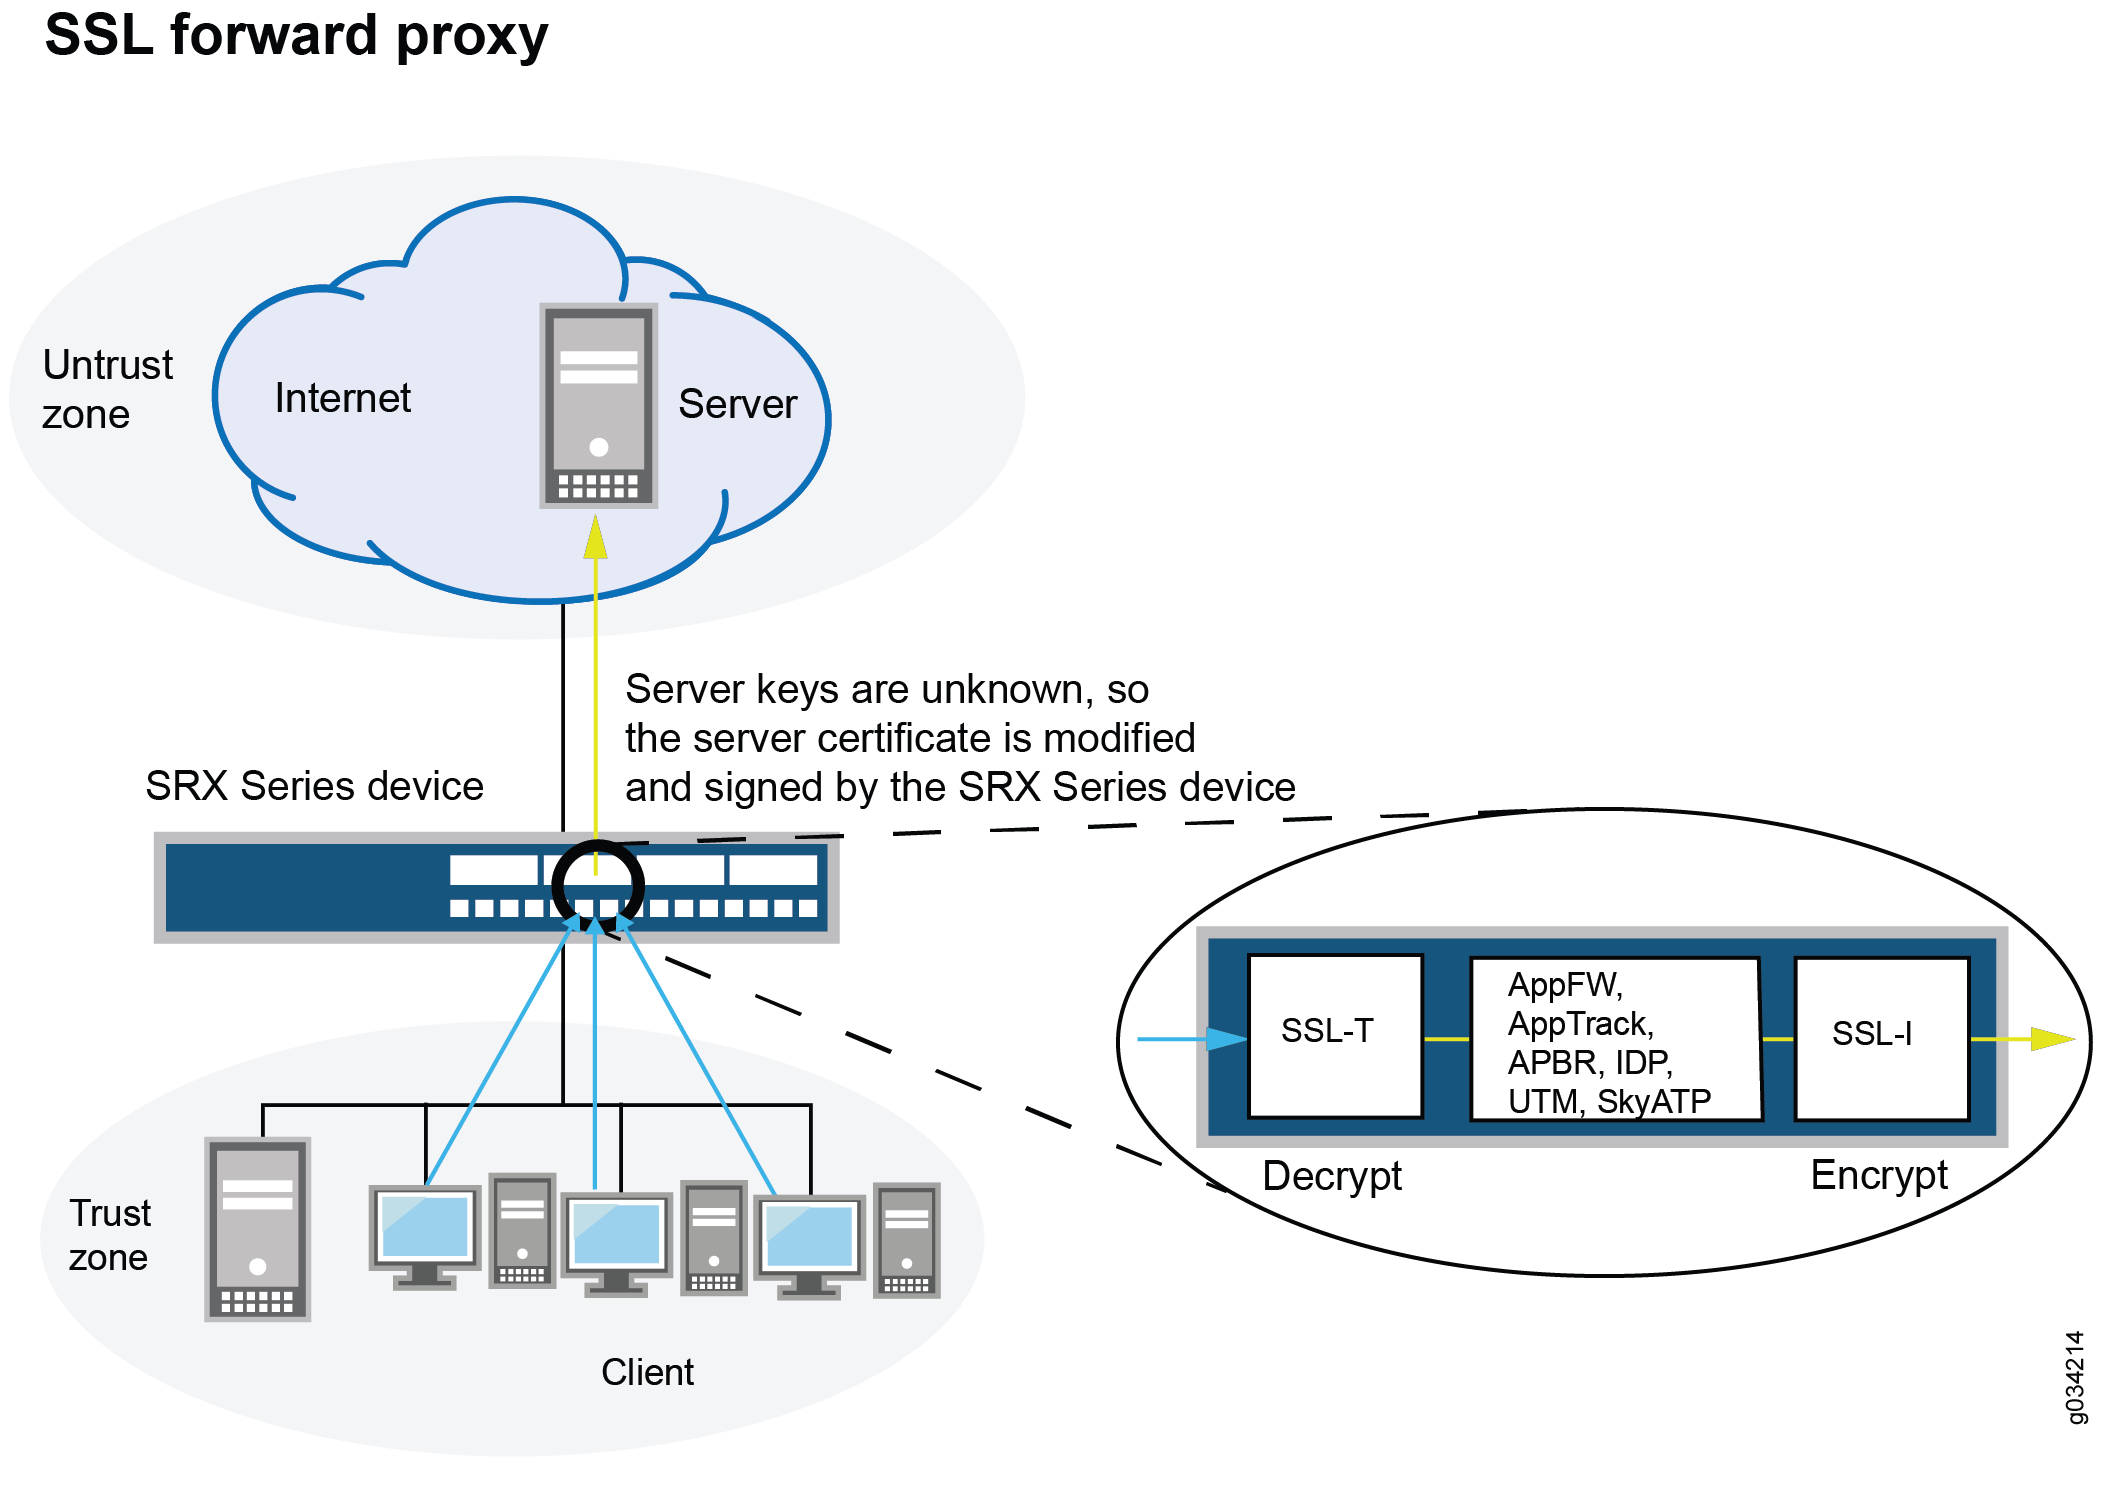 SSL forward proxy
Untrust
zone
Internet
Server
Server keys are unknown, so
the server certificate is modified
and signed by the SRX Series device
SRX Series device
SSL-T
AppFW,
AppTrack,
APBR, IDP,
UTM, SkyATP
SSL-I
Decrypt
Encrypt
Trust
zone
Client
g034214